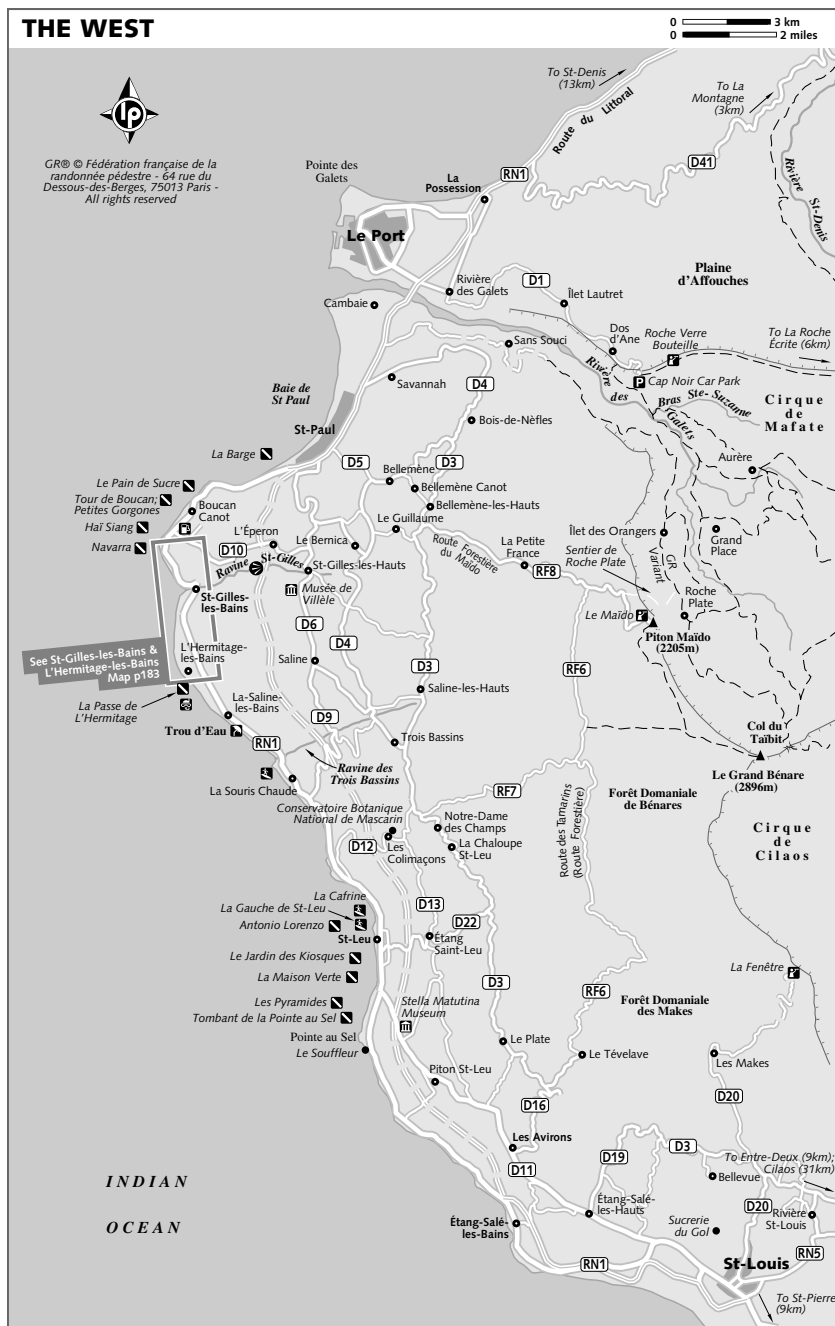 THE WEST
0 3 km
0 2 miles
To St-Denis
(13km)
To La
Montagne
(3km)
lp
GR® © Fédération française de la
randonnée pédestre - 64 rue du
Dessous-des-Berges, 75013 Paris -
All rights reserved
Route du Littoral
D41
Rivière St-Denis
Pointe des
Galets
RN1
La
Possession
Le Port
Plaine
d'Affouches
Rivière
des Galets
D1
Îlet Lautret
Cambaie
Dos
d'Ane
Roche Verre
Bouteille
To La Roche
Écrite (6km)
Sans Souci
Rivière des Galets
P
Cap Noir Car Park
Bras Ste-Suzanne
Cirque
de
Mafate
Baie de
St Paul
Savannah
D4
St-Paul
Bois-de-Nèfles
La Barge
D5
D3
Aurère
Bellemène
Bellemène Canot
Le Pain de Sucre
Tour de Boucan;
Petites Gorgones
Boucan
Canot
Bellemène-les-Hauts
Haï Siang
Le Guillaume
Navarra
L'Éperon
D10
Le Bernica
Route Forestière
du Maïdo
La Petite
France
Îlet des Orangers
Grand
Place
Sentier de
Roche Plate
GR
Variant
Ravine St-Gilles
St-Gilles-les-Hauts
RF8
St-Gilles-
les-Bains
Musée de
Villèle
Roche
Plate
Le Maïdo
Piton Maïdo
(2205m)
D6
D4
See St-Gilles-les-Bains &
L'Hermitage-les-Bains
Map p183
L'Hermitage-
les-Bains
Saline
D3
RF6
Saline-les-Hauts
La Passe de
L'Hermitage
La-Saline-
les-Bains
D9
Trou d'Eau
RN1
Trois Bassins
Col du
Taïbit
Ravine des
Trois Bassins
Le Grand Bénare
(2896m)
La Souris Chaude
RF7
Forêt Domaniale
de Bénares
Conservatoire Botanique
National de Mascarin
Notre-Dame
des Champs
Route des Tamarins
(Route Forestière)
Cirque
de
Cilaos
D12
Les
Colimaçons
La Chaloupe
St-Leu
La Cafrine
La Gauche de St-Leu
D13
D22
Antonio Lorenzo
St-Leu
Étang
Saint-Leu
Le Jardin des Kiosques
La Maison Verte
D3
La Fenêtre
RF6
Les Pyramides
Stella Matutina
Museum
Forêt Domaniale
des Makes
Tombant de la Pointe au Sel
Pointe au Sel
Le Souffleur
Le Plate
Le Tévelave
Les Makes
Piton St-Leu
D20
D16
Les Avirons
D19
D3
To Entre-Deux (9km);
Cilaos (31km)
D11
Bellevue
INDIAN
OCEAN
Étang-Salé-
les-Hauts
D20
Rivière
St-Louis
Étang-Salé-
les-Bains
Sucrerie
du Gol
RN1
St-Louis
RN5
To St-Pierre
(9km)